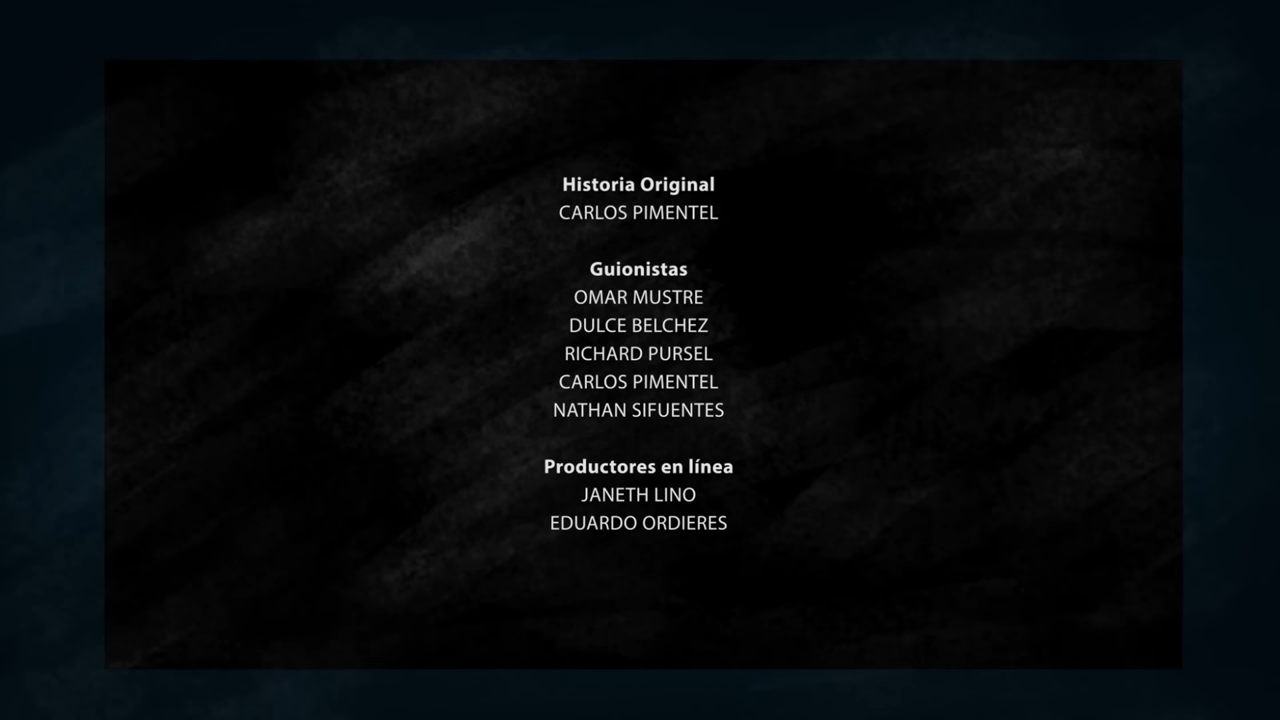 Historia Original
CARLOS PIMENTEL
Guionistas
OMAR MUSTRE
DULCE BELCHEZ
RICHARD PURSEL
CARLOS PIMENTEL
NATHAN SIFUENTES
Productores en línea
JANETH LINO
EDUARDO ORDIERES